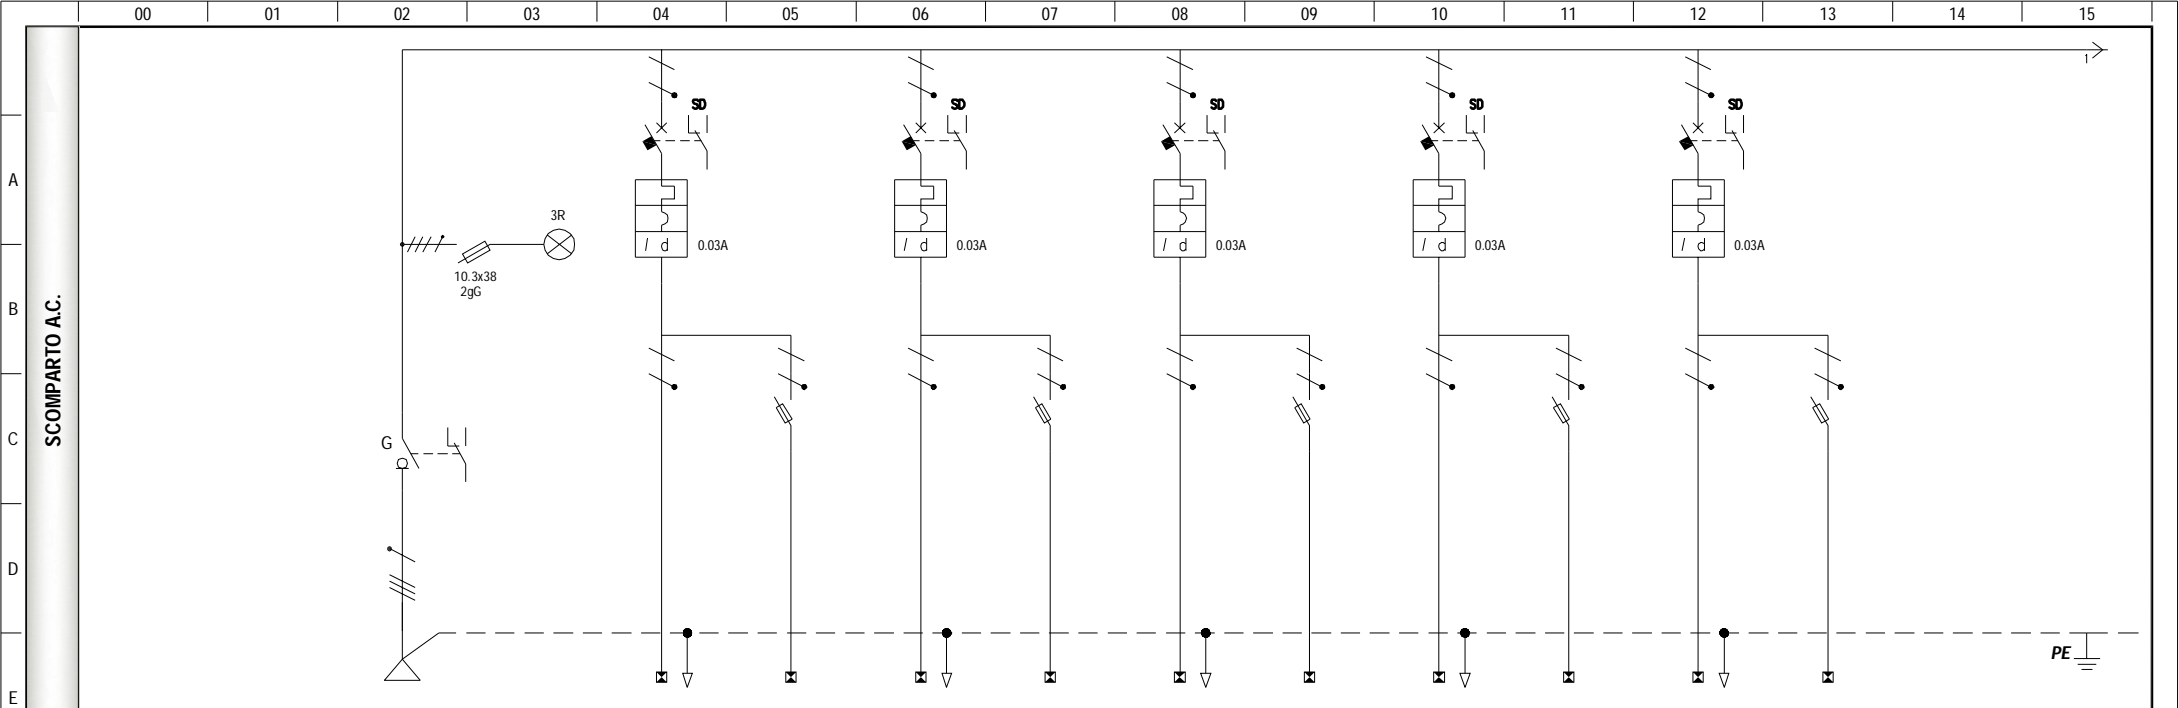 00 01 02 03 04 05 06 07 08 09 10 11 12 13 14 15
1
SD SD SD SD SD
A
3R
I d 0.03A I d 0.03A I d 0.03A I d 0.03A I d 0.03A
10.3x38
2gG
B
SCOMPARTO A.C.
C
G
D
PE
E